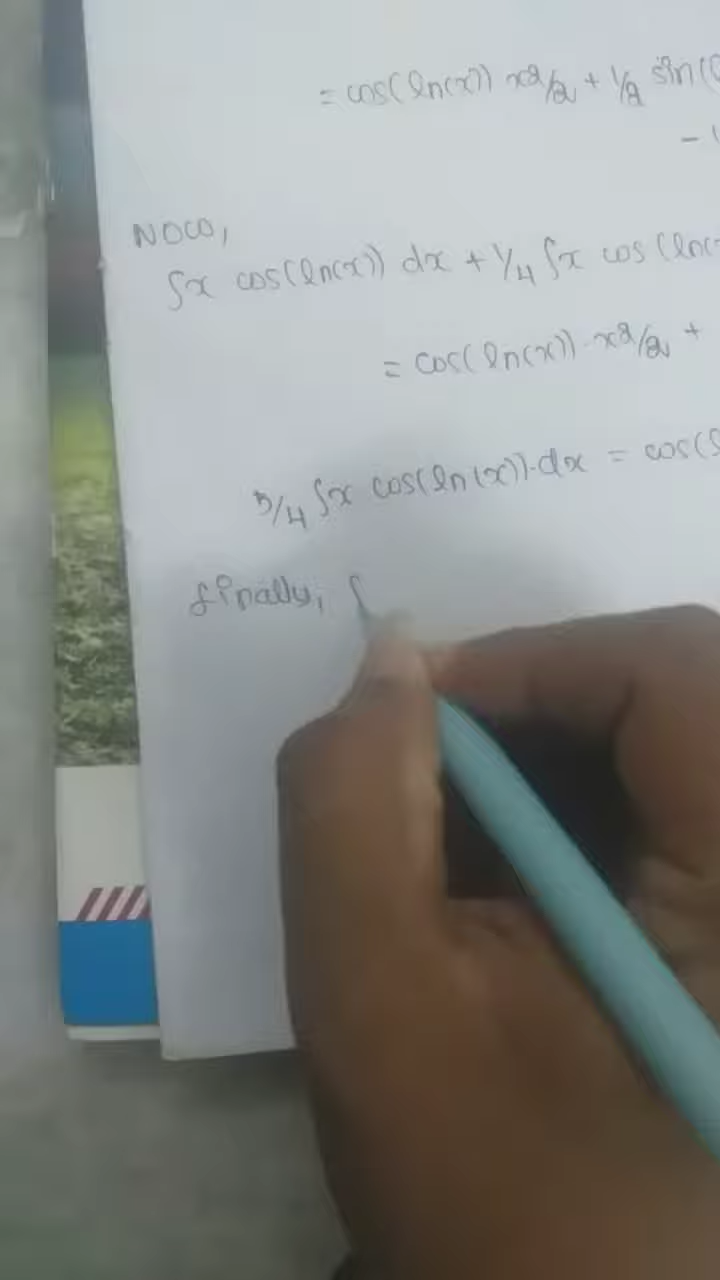 = cos(ln(x)) x2/2 + 1/2 sin(
-
NOW,
∫x cos(ln(x)) dx + 1/4 ∫x cos(ln(
= cos(ln(x)).x2/2 +
5/4 ∫x cos(ln(x)).dx = cos(
finally, ∫